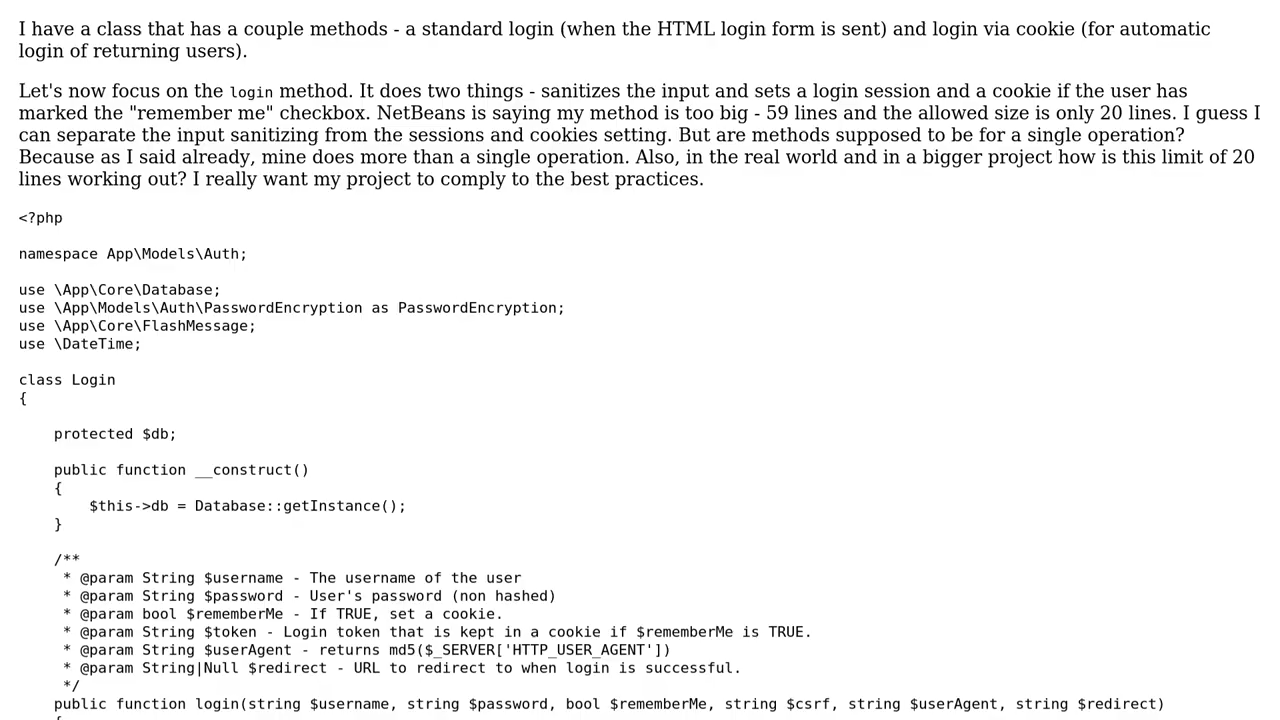 I have a class that has a couple methods - a standard login (when the HTML login form is sent) and login via cookie (for automatic
login of returning users).
Let's now focus on the login method. It does two things - sanitizes the input and sets a login session and a cookie if the user has
marked the "remember me" checkbox. NetBeans is saying my method is too big - 59 lines and the allowed size is only 20 lines. I guess I
can separate the input sanitizing from the sessions and cookies setting. But are methods supposed to be for a single operation?
Because as I said already, mine does more than a single operation. Also, in the real world and in a bigger project how is this limit of 20
lines working out? I really want my project to comply to the best practices.
<?php
namespace App\Models\Auth;
use \App\Core\Database;
use \App\Models\Auth\PasswordEncryption as PasswordEncryption;
use \App\Core\FlashMessage;
use \DateTime;
class Login
{
    protected $db;
    public function __construct()
    {
        $this->db = Database::getInstance();
    }
    /**
     * @param String $username - The username of the user
     * @param String $password - User's password (non hashed)
     * @param bool $rememberMe - If TRUE, set a cookie.
     * @param String $token - Login token that is kept in a cookie if $rememberMe is TRUE.
     * @param String $userAgent - returns md5($_SERVER['HTTP_USER_AGENT'])
     * @param String|Null $redirect - URL to redirect to when login is successful.
     */
    public function login(string $username, string $password, bool $rememberMe, string $csrf, string $userAgent, string $redirect)
    {